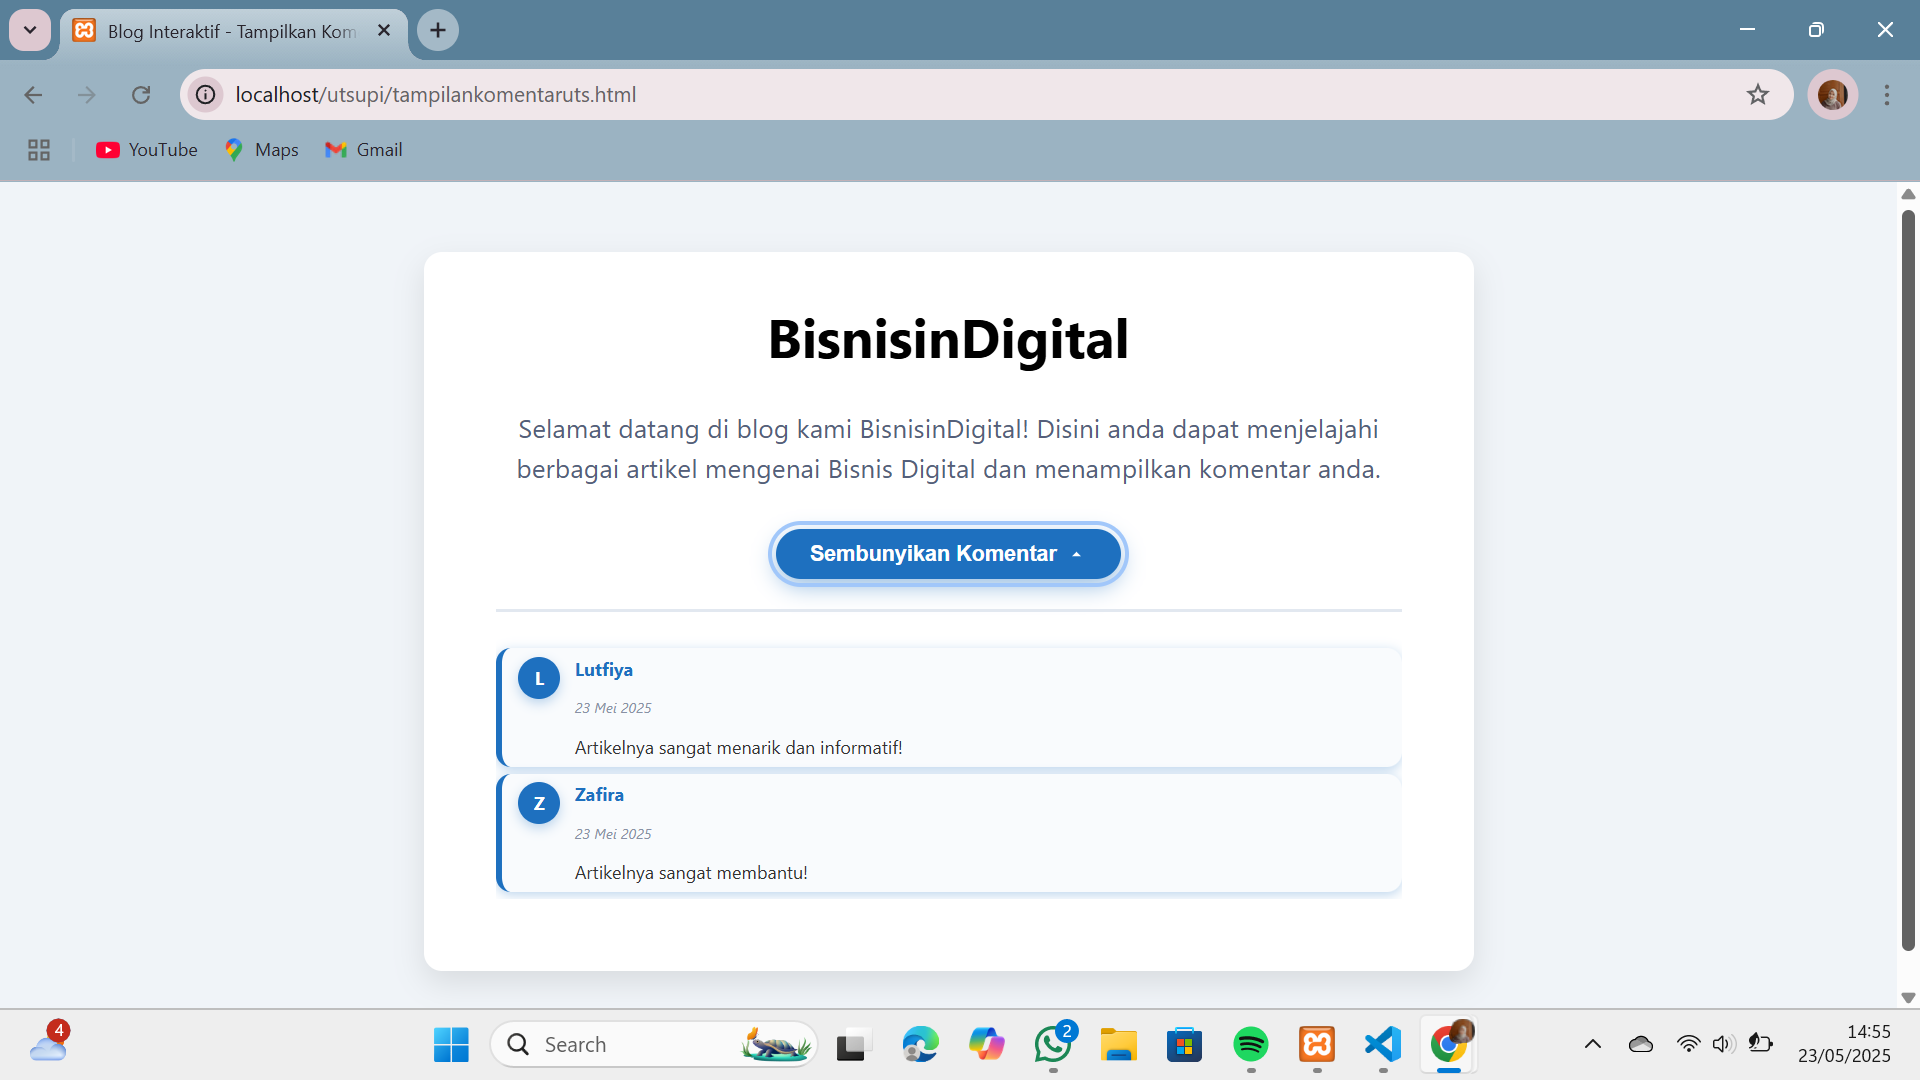 Blog Interaktif - Tampilkan Kom
localhost/utsupi/tampilankomentaruts.html
YouTube
Maps
Gmail
BisnisinDigital
Selamat datang di blog kami BisnisinDigital! Disini anda dapat menjelajahi
berbagai artikel mengenai Bisnis Digital dan menampilkan komentar anda.
Sembunyikan Komentar
L
Lutfiya
23 Mei 2025
Artikelnya sangat menarik dan informatif!
Z
Zafira
23 Mei 2025
Artikelnya sangat membantu!
4
Search
2
14:55
23/05/2025